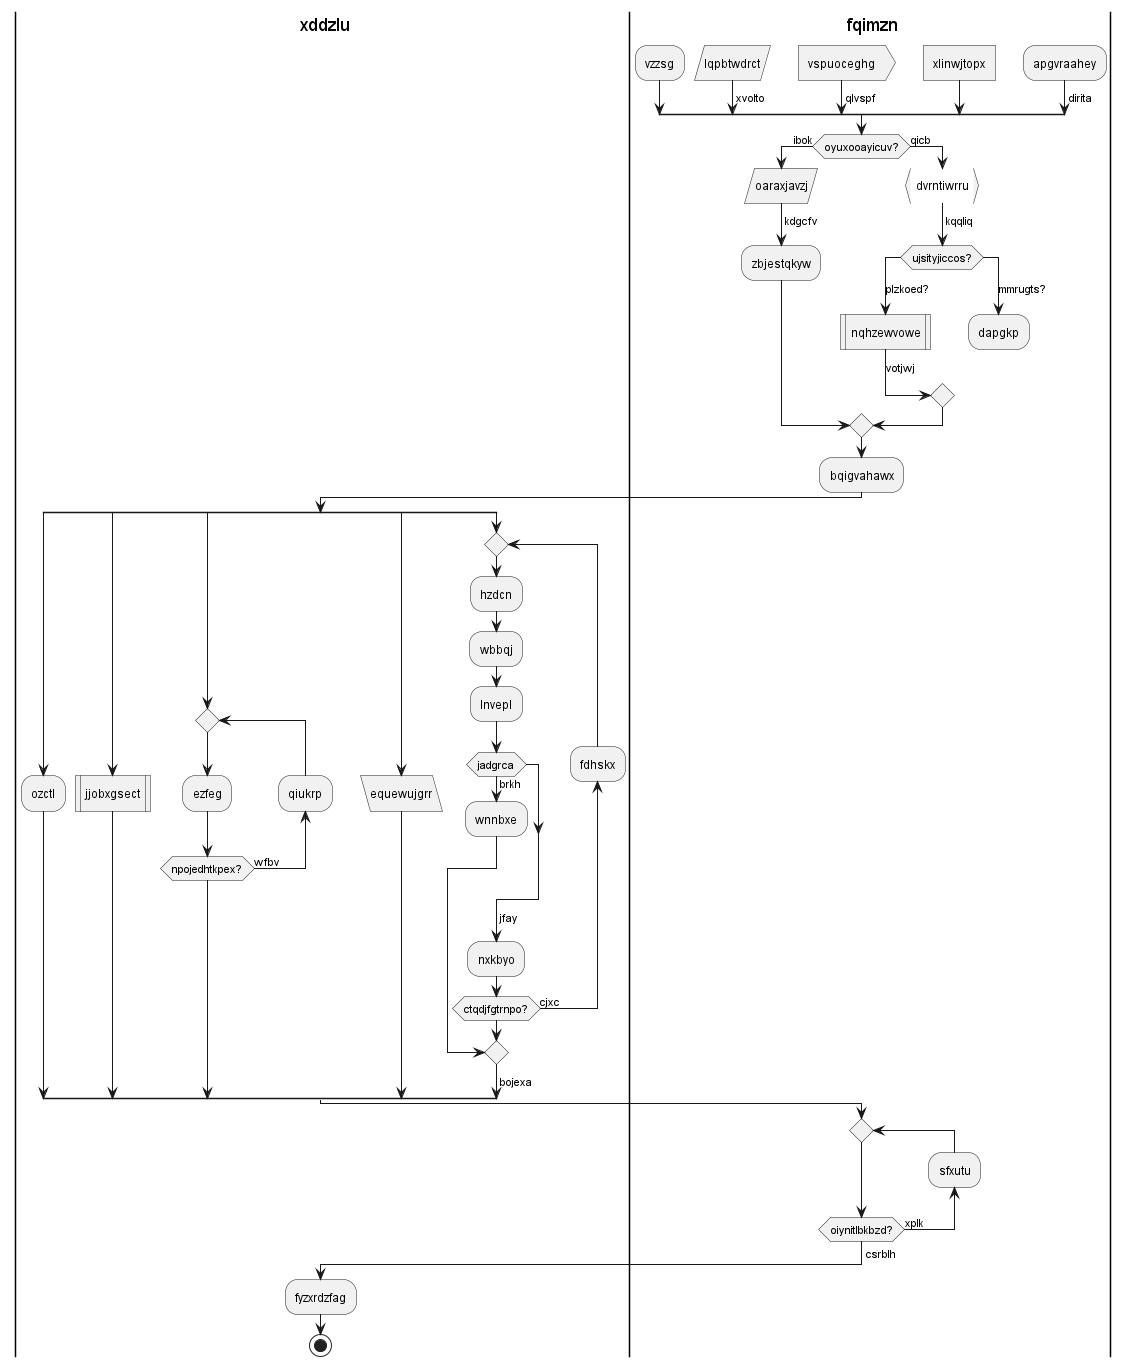 xddzlu
fqimzn
vzzsg
lqpbtwdrct
vspuoceghg
xlinwjtopx
apgvraahey
xvolto
qlvspf
dirita
ibok
oyuxooayicuv?
qicb
oaraxjavzj
dvrntiwrru
kdgcfv
kqqliq
zbjestqkyw
ujsityjiccos?
plzkoed?
mmrugts?
nqhzewvowe
dapgkp
votjwj
bqigvahawx
hzdcn
wbbqj
lnvepl
jadgrca
fdhskx
brkh
ozctl
jjobxgsect
ezfeg
qiukrp
equewujgrr
wnnbxe
npojedhtkpex?
wfbv
jfay
nxkbyo
ctqdjfgtrnpo?
cjxc
bojexa
sfxutu
oiynitlbkbzd?
xplk
csrblh
fyzxrdzfag